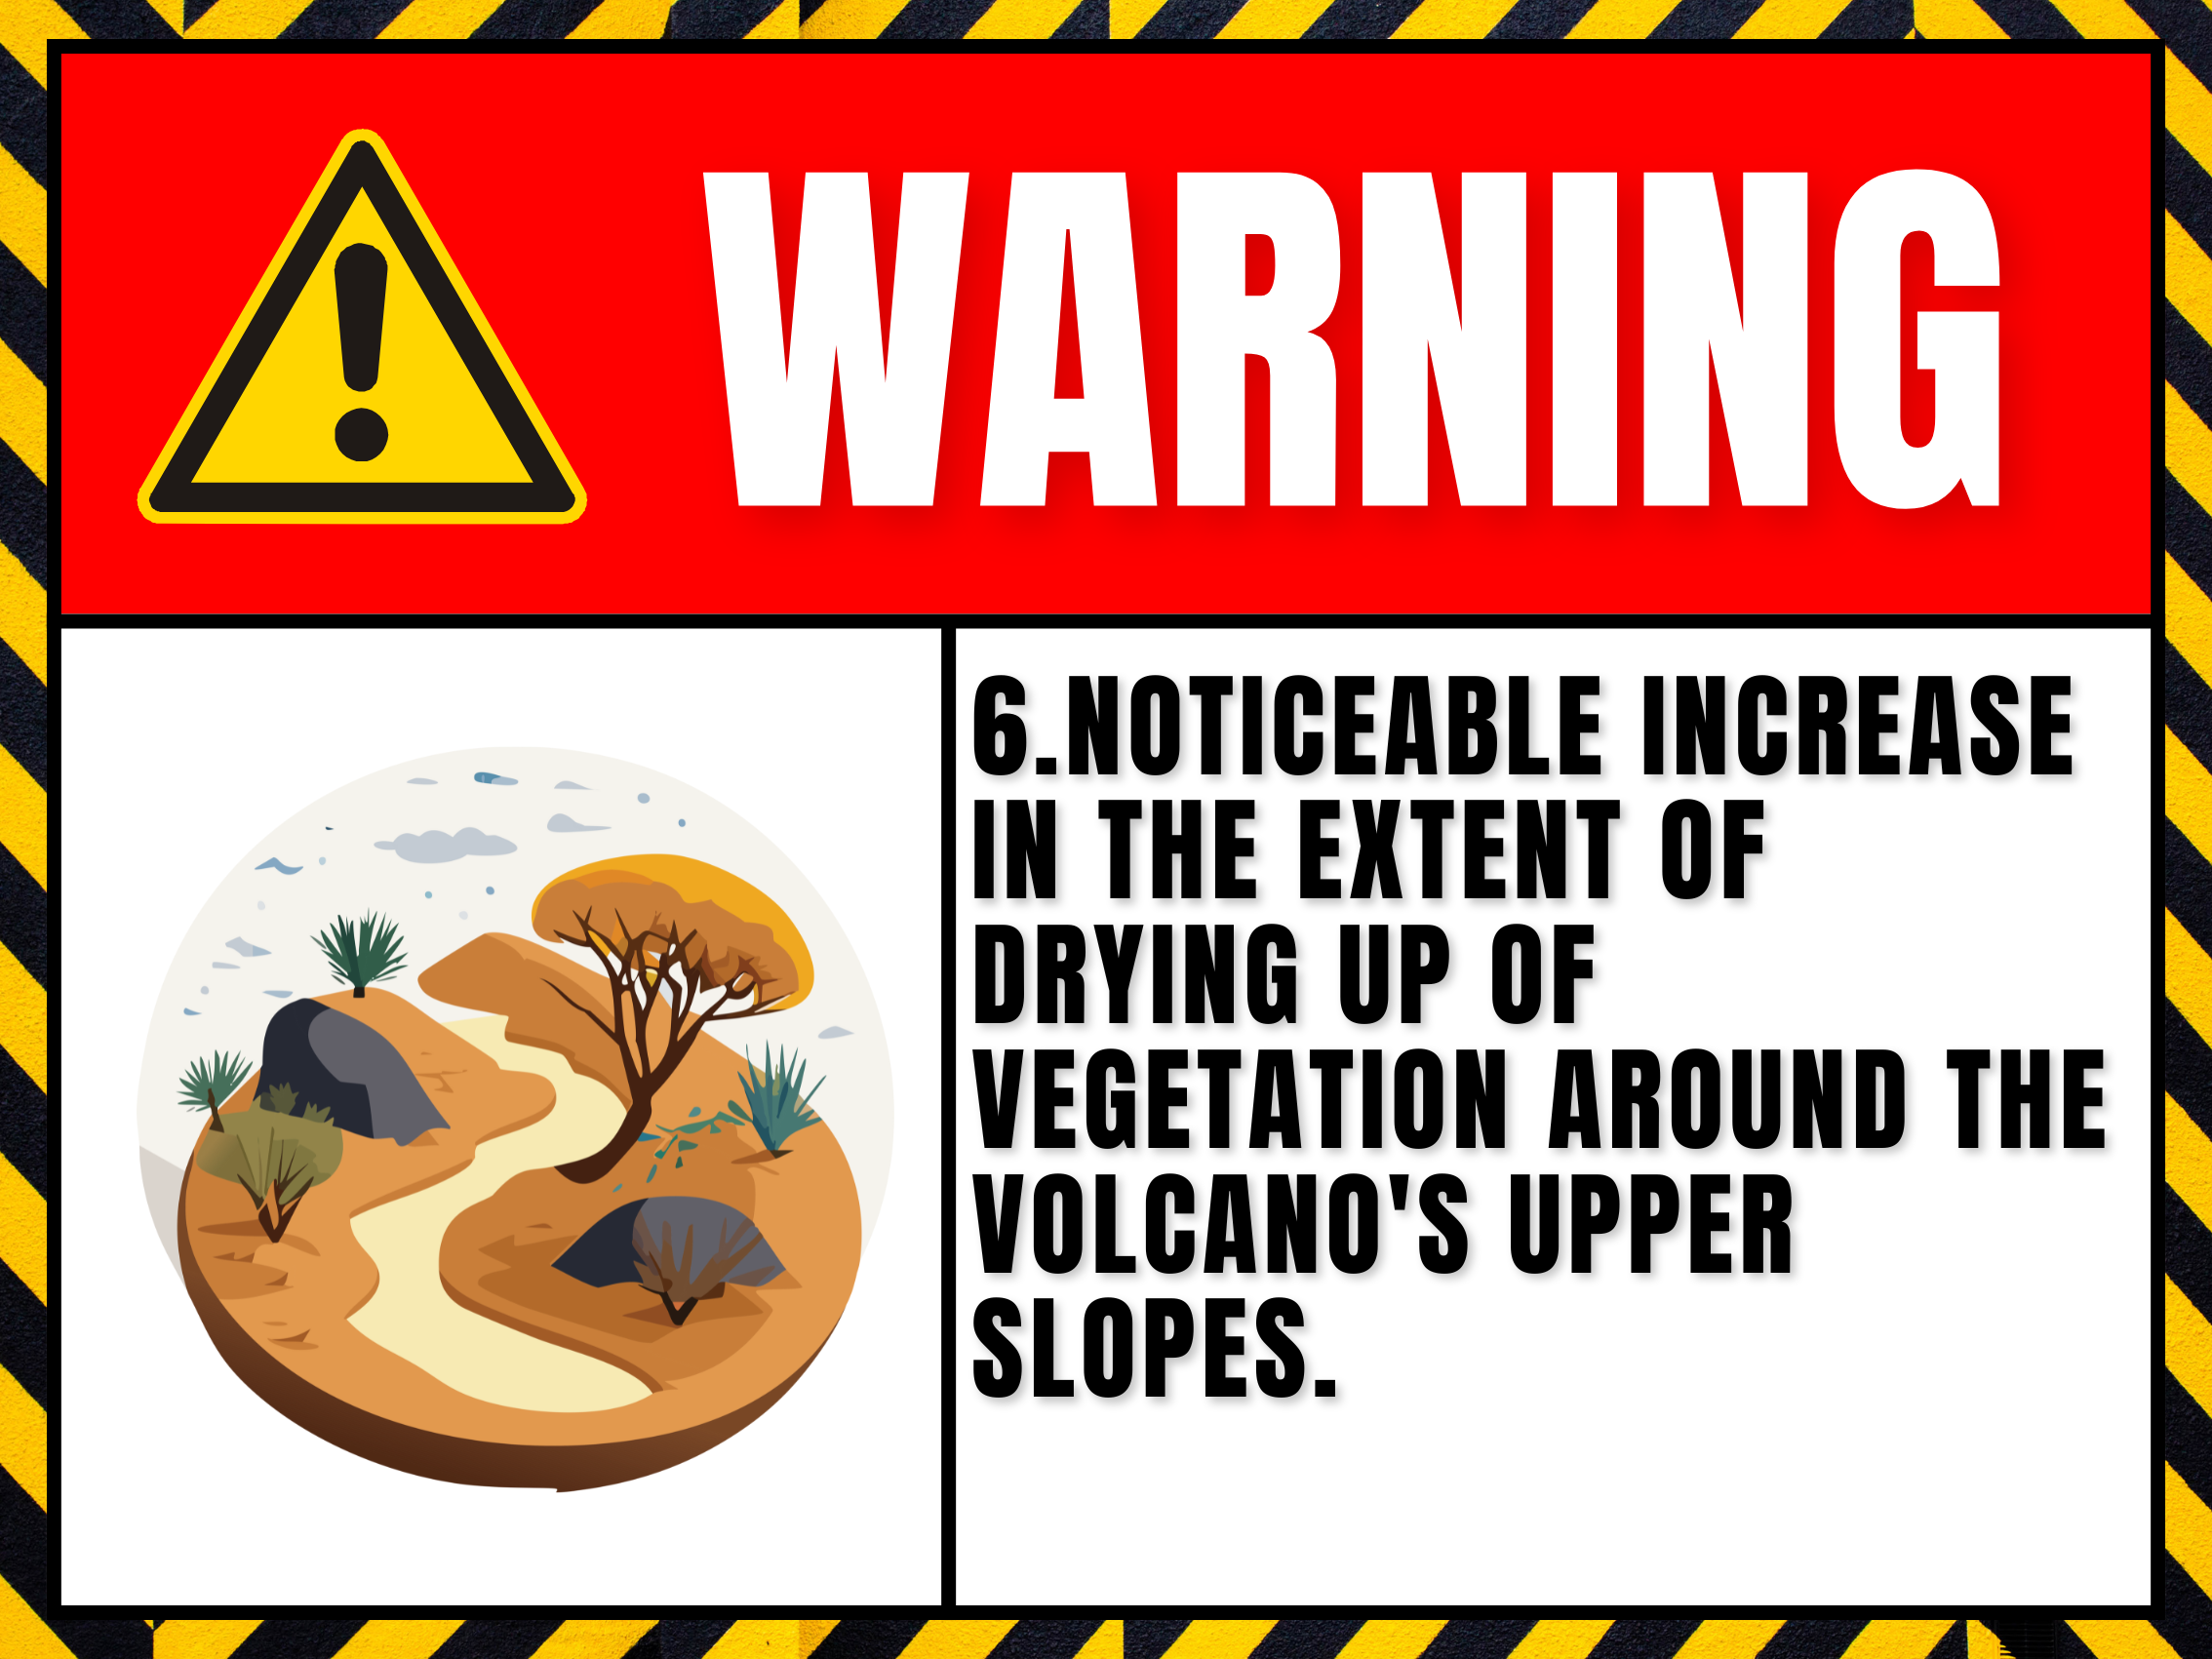 WARNING
6.NOTICEABLE INCREASE
IN THE EXTENT OF
DRYING UP OF
VEGETATION AROUND THE
VOLCANO'S UPPER
SLOPES.